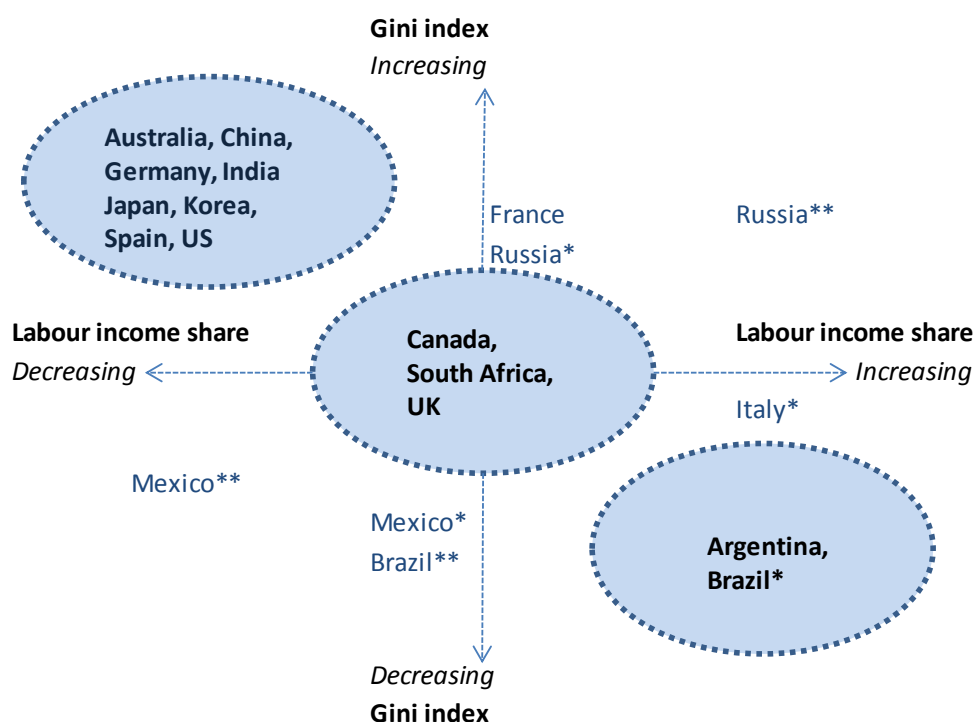 Gini index
Increasing
Australia, China,
Germany, India
Japan, Korea,
Spain, US
France
Russia*
Russia**
Labour income share
Decreasing
Canada,
South Africa,
UK
Labour income share
Increasing
Italy*
Mexico**
Mexico*
Brazil**
Argentina,
Brazil*
Decreasing
Gini index